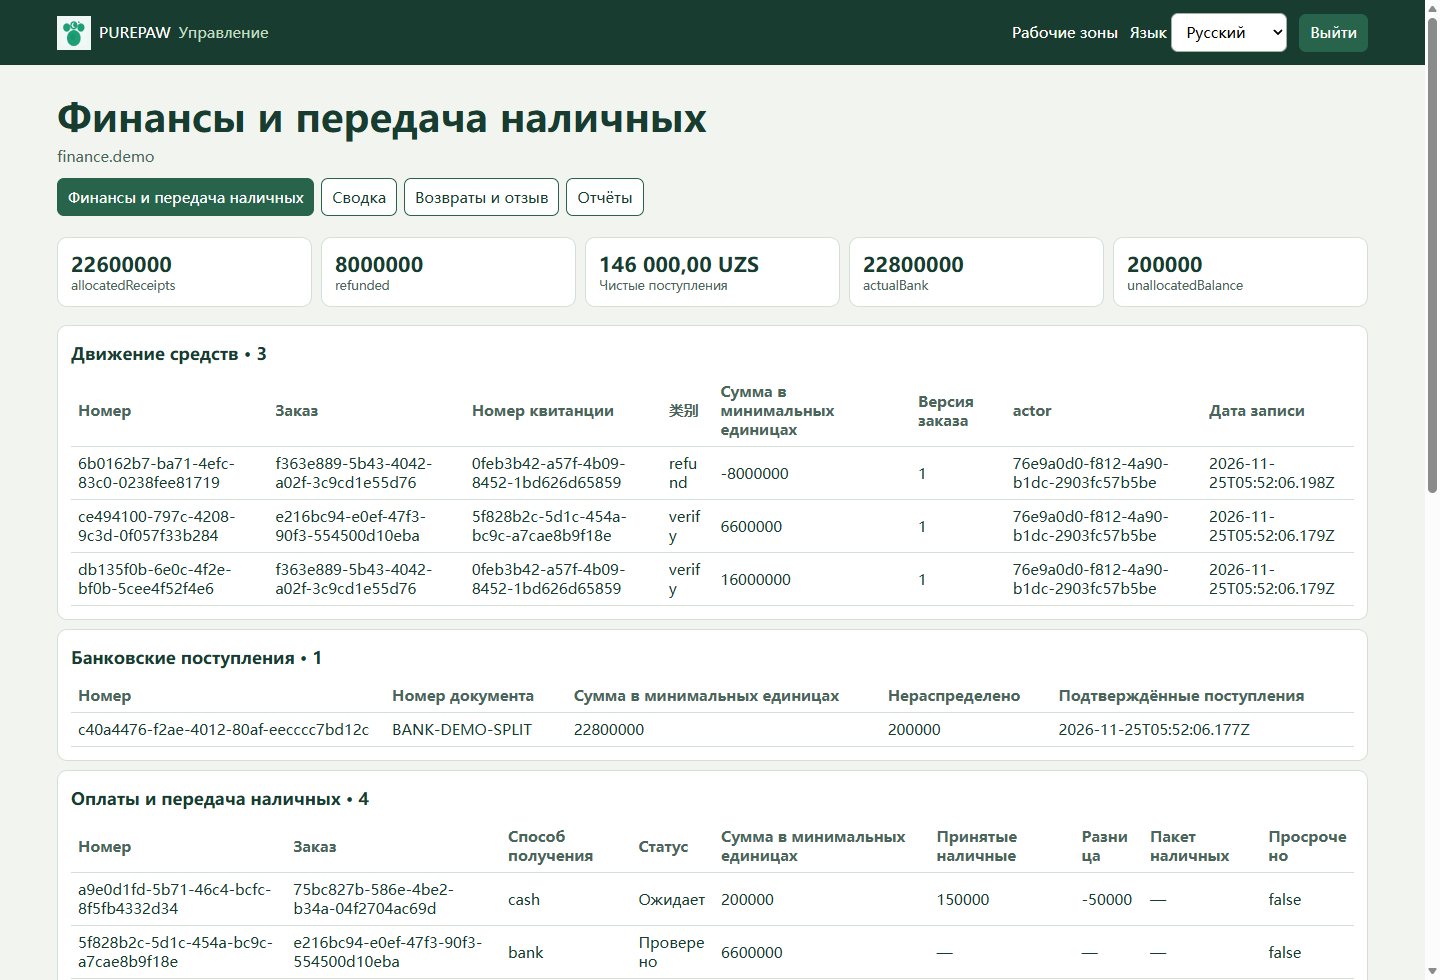 PUREPAW Управление
Рабочие зоны Язык Русский Выйти
Финансы и передача наличных
finance.demo
Финансы и передача наличных Сводка Возвраты и отзыв Отчёты
22600000 8000000 146 000,00 UZS 22800000 200000
allocatedReceipts refunded Чистые поступления actualBank unallocatedBalance
Движение средств • 3
Номер Заказ Номер квитанции 类别 Сумма в минимальных единицах Версия заказа actor Дата записи
6b0162b7-ba71-4efc- f363e889-5b43-4042- 0feb3b42-a57f-4b09- refu -8000000 1 76e9a0d0-f812-4a90- 2026-11-
83c0-0238fee81719 a02f-3c9cd1e55d76 8452-1bd626d65859 nd b1dc-2903fc57b5be 25T05:52:06.198Z
ce494100-797c-4208- e216bc94-e0ef-47f3- 5f828b2c-5d1c-454a- verif 6600000 1 76e9a0d0-f812-4a90- 2026-11-
9c3d-0f057f33b284 90f3-554500d10eba bc9c-a7cae8b9f18e y b1dc-2903fc57b5be 25T05:52:06.179Z
db135f0b-6e0c-4f2e- f363e889-5b43-4042- 0feb3b42-a57f-4b09- verif 16000000 1 76e9a0d0-f812-4a90- 2026-11-
bf0b-5cee4f52f4e6 a02f-3c9cd1e55d76 8452-1bd626d65859 y b1dc-2903fc57b5be 25T05:52:06.179Z
Банковские поступления • 1
Номер Номер документа Сумма в минимальных единицах Нераспределено Подтверждённые поступления
c40a4476-f2ae-4012-80af-eecccc7bd12c BANK-DEMO-SPLIT 22800000 200000 2026-11-25T05:52:06.177Z
Оплаты и передача наличных • 4
Номер Заказ Способ получения Статус Сумма в минимальных единицах Принятые наличные Разни ца Пакет наличных Просроче но
a9e0d1fd-5b71-46c4-bcfc- 75bc827b-586e-4be2- cash Ожидает 200000 150000 -50000 — false
8f5fb4332d34 b34a-04f2704ac69d
5f828b2c-5d1c-454a-bc9c- e216bc94-e0ef-47f3-90f3- bank Провере 6600000 — — — false
a7cae8b9f18e 554500d10eba но